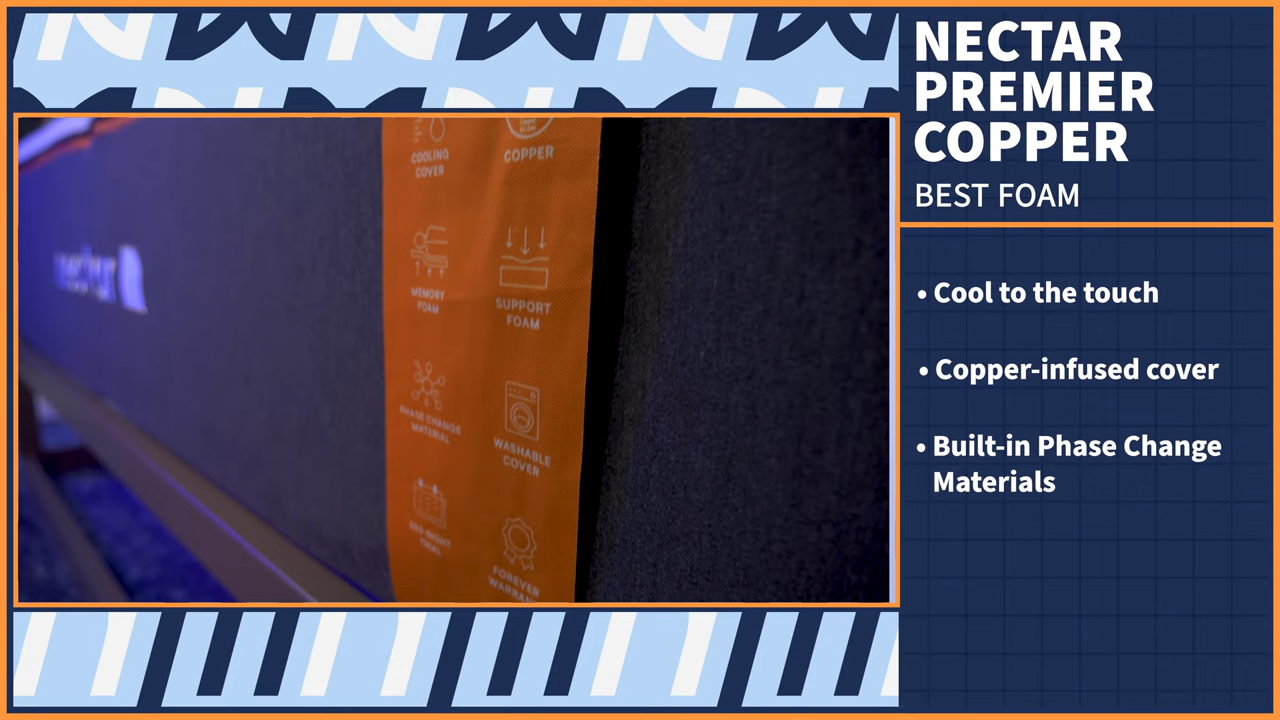 NECTAR
PREMIER
COPPER
BEST FOAM
• Cool to the touch
• Copper-infused cover
• Built-in Phase Change
Materials
nectar
COOLING
COVER
COPPER
MEMORY
FOAM
SUPPORT
FOAM
PHASE CHANGE
MATERIAL
WASHABLE
COVER
NIGHT
TRIAL
FOREVER